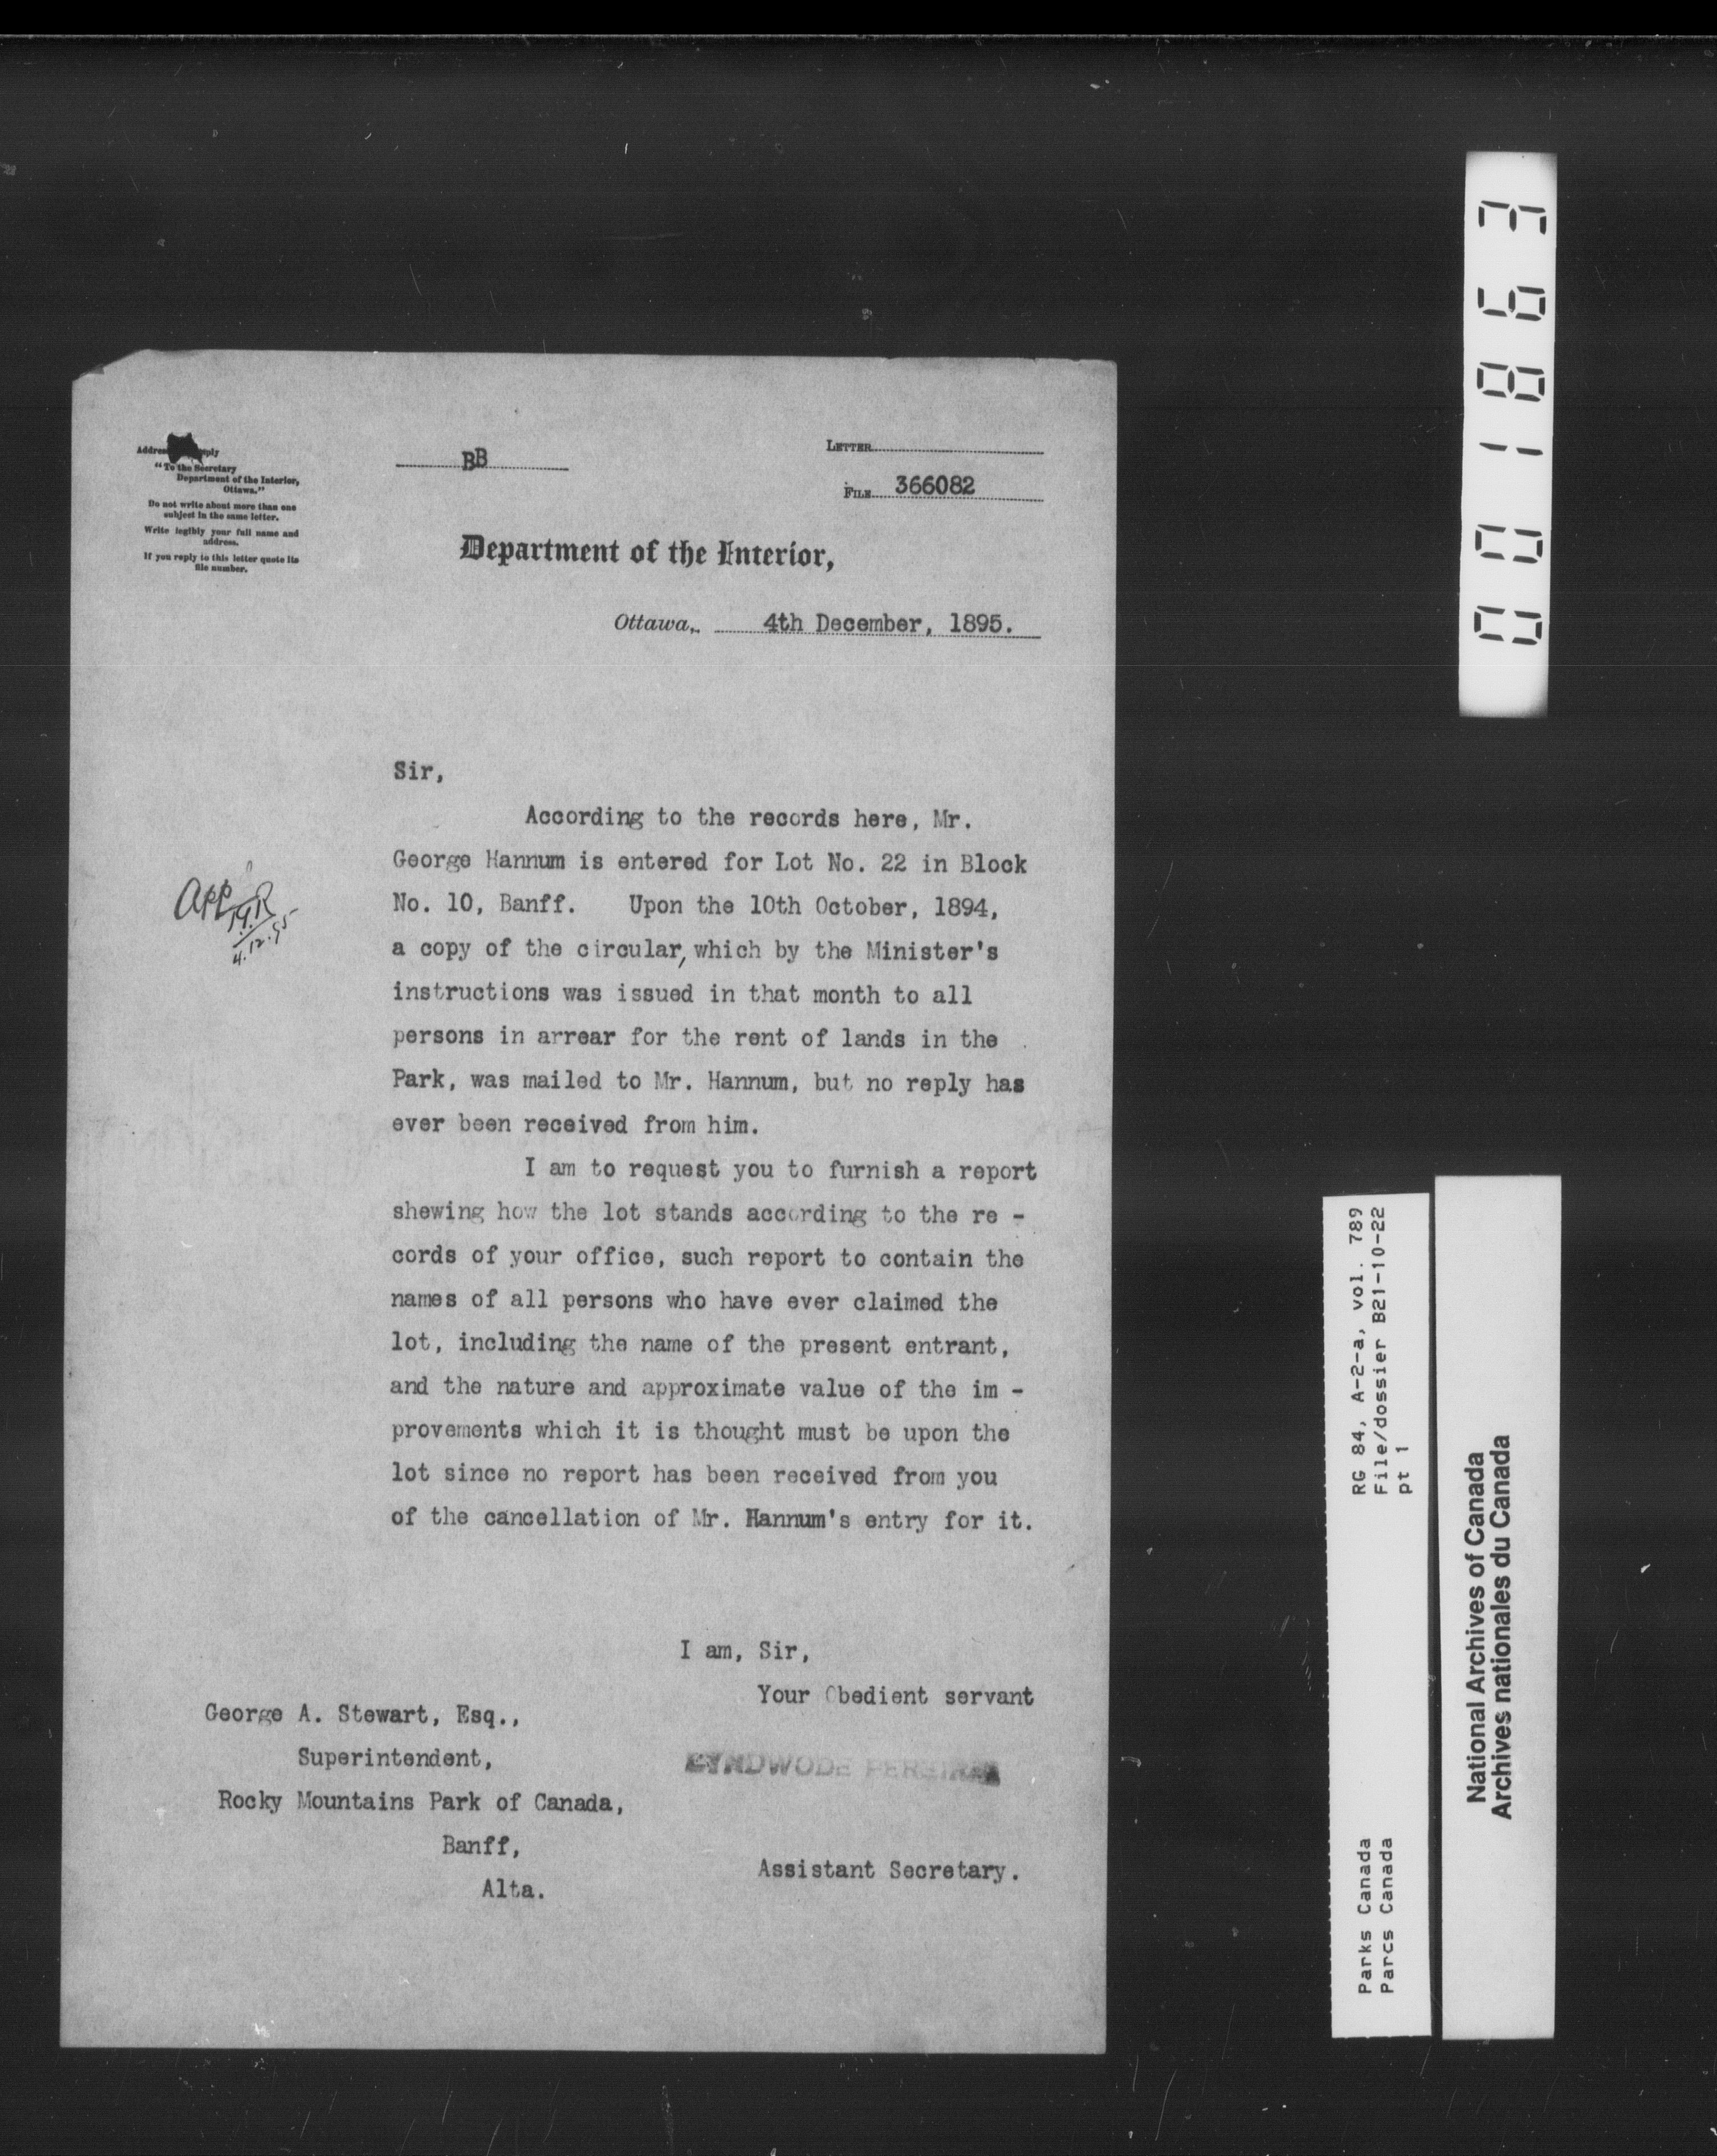 Address reply
"To the Secretary
Department of the Interior,
Ottawa."
Do not write about more than one
subject in the same letter.
Write legibly your full name and
address.
If you reply to this letter quote its
file number.
BB
LETTER
FILE 366082
Department of the Interior,
Ottawa, 4th December, 1895.
Sir,
According to the records here, Mr.
George Hannum is entered for Lot No. 22 in Block
No. 10, Banff. Upon the 10th October, 1894,
a copy of the circular, which by the Minister's
instructions was issued in that month to all
persons in arrear for the rent of lands in the
Park, was mailed to Mr. Hannum, but no reply has
ever been received from him.
I am to request you to furnish a report
shewing how the lot stands according to the re -
cords of your office, such report to contain the
names of all persons who have ever claimed the
lot, including the name of the present entrant,
and the nature and approximate value of the im -
provements which it is thought must be upon the
lot since no report has been received from you
of the cancellation of Mr. Hannum's entry for it.
App
4.12.95
I am, Sir,
Your Obedient servant
LYNDWODE PEREIRA
Assistant Secretary.
George A. Stewart, Esq.,
Superintendent,
Rocky Mountains Park of Canada,
Banff,
Alta.
001863
RG 84, A-2-a, vol. 789
File/dossier B21-10-22
pt 1
Parks Canada
Parcs Canada
National Archives of Canada
Archives nationales du Canada